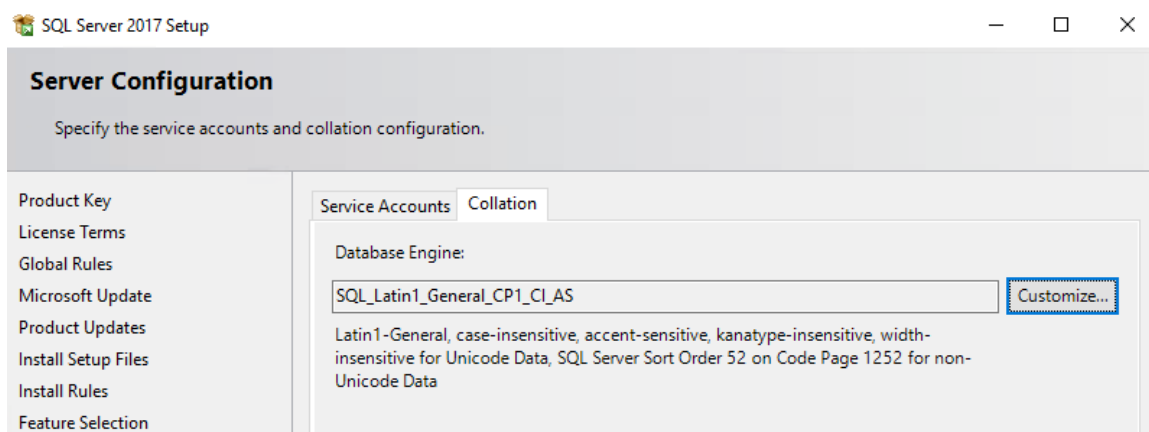 SQL Server 2017 Setup
Server Configuration
Specify the service accounts and collation configuration.
Product Key
License Terms
Global Rules
Microsoft Update
Product Updates
Install Setup Files
Install Rules
Feature Selection
Service Accounts
Collation
Database Engine:
SQL_Latin1_General_CP1_CI_AS
Customize...
Latin1-General, case-insensitive, accent-sensitive, kanatype-insensitive, width-
insensitive for Unicode Data, SQL Server Sort Order 52 on Code Page 1252 for non-
Unicode Data